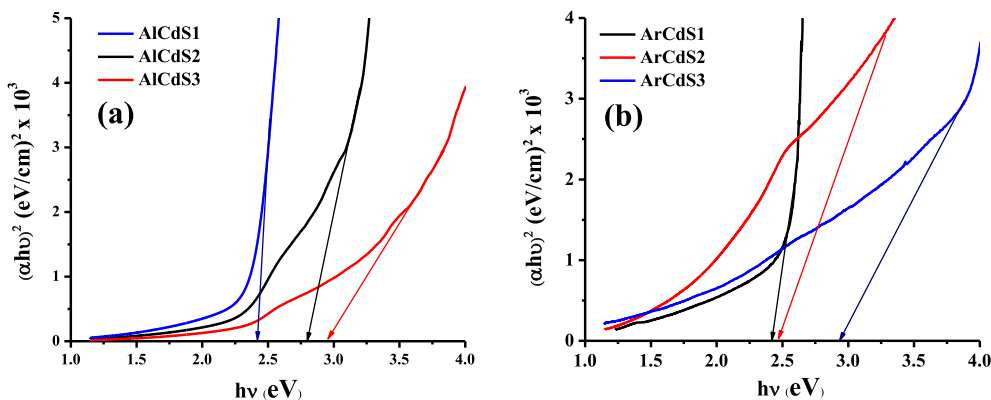 AlCdS1
AlCdS2
AlCdS3
(a)
5
4
3
2
1
0
1.0 1.5 2.0 2.5 3.0 3.5 4.0
hν (eV)
(αhυ)² (eV/cm)² x 10³
ArCdS1
ArCdS2
ArCdS3
(b)
4
3
2
1
0
1.0 1.5 2.0 2.5 3.0 3.5 4.0
hν (eV)
(αhυ)² (eV/cm)² x 10³